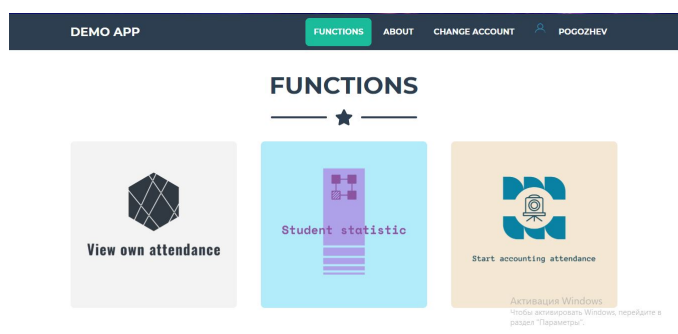 DEMO APP FUNCTIONS ABOUT CHANGE ACCOUNT POGOZHEV
FUNCTIONS
View own attendance
Student statistic
Start accounting attendance
Активация Windows
Чтобы активировать Windows, перейдите в
раздел "Параметры".